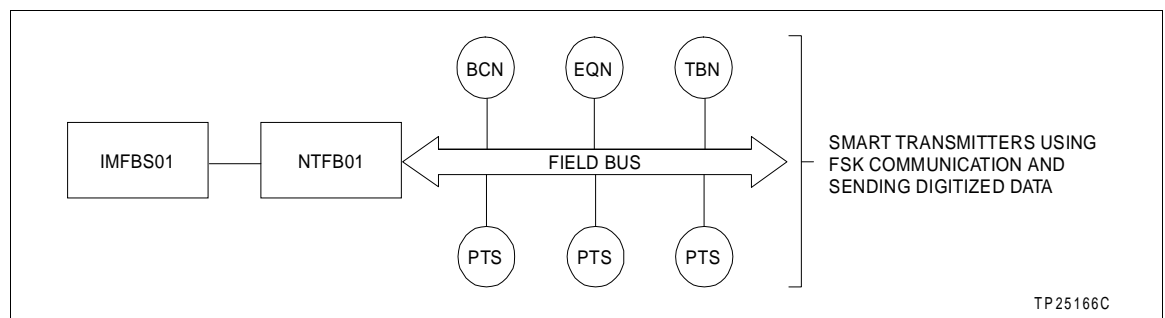 BCN EQN TBN
IMFBS01 NTFB01 FIELD BUS
SMART TRANSMITTERS USING
FSK COMMUNICATION AND
SENDING DIGITIZED DATA
PTS PTS PTS
TP25166C